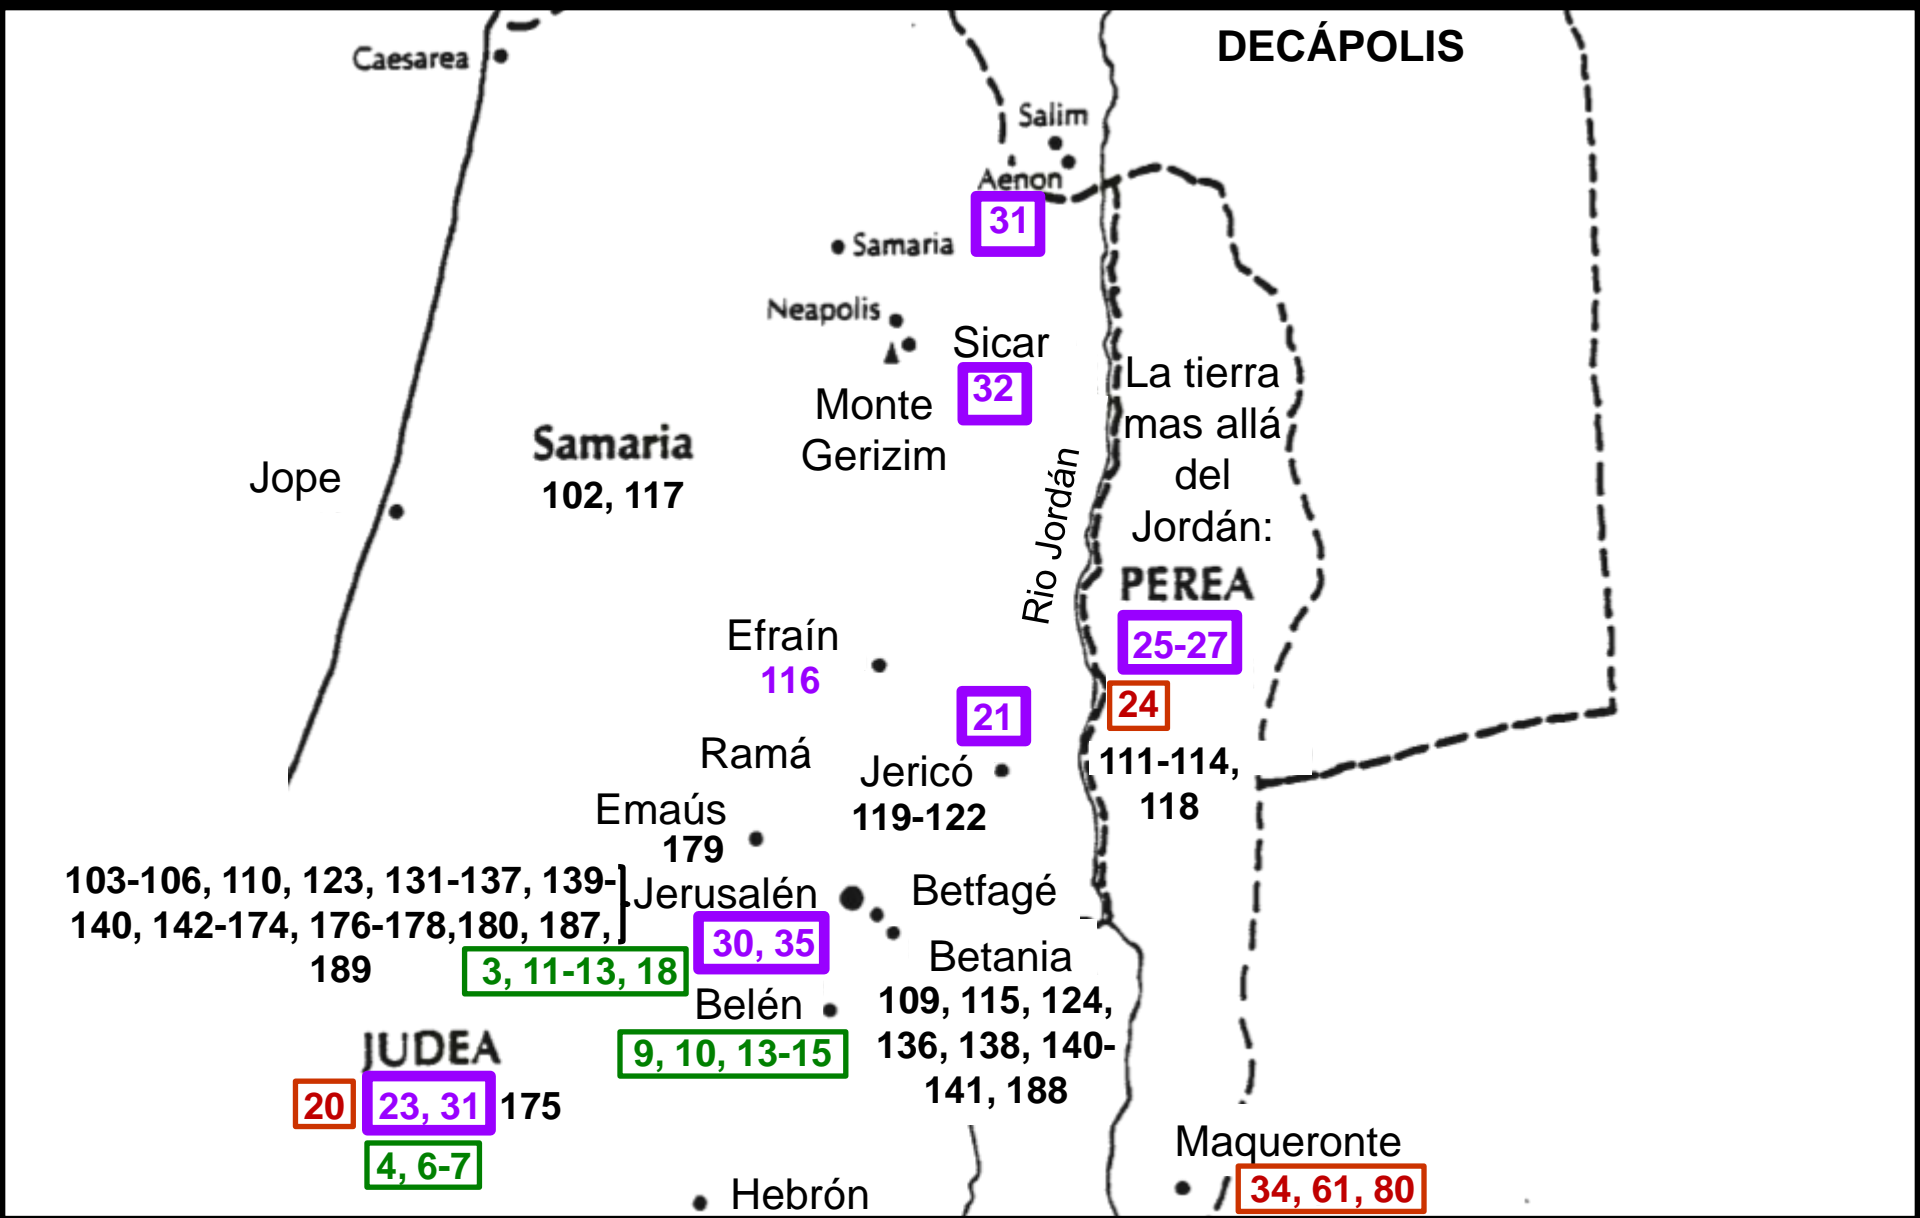 DECÁPOLIS
Caesarea
Salim
Aenon
31
Samaria
Neapolis
Sicar
32
Monte
Gerizim
La tierra
mas allá
del
Jordán:
PEREA
25-27
24
111-114,
118
Samaria
102, 117
Jope
Rio Jordán
Efraín
116
21
Ramá
Jericó
119-122
Emaús
179
103-106, 110, 123, 131-137, 139-
140, 142-174, 176-178,180, 187,
189
3, 11-13, 18
Jerusalén
30, 35
Betfagé
Betania
109, 115, 124,
136, 138, 140-
141, 188
Belén
9, 10, 13-15
JUDEA
20
23, 31
175
4, 6-7
Hebrón
Maqueronte
34, 61, 80